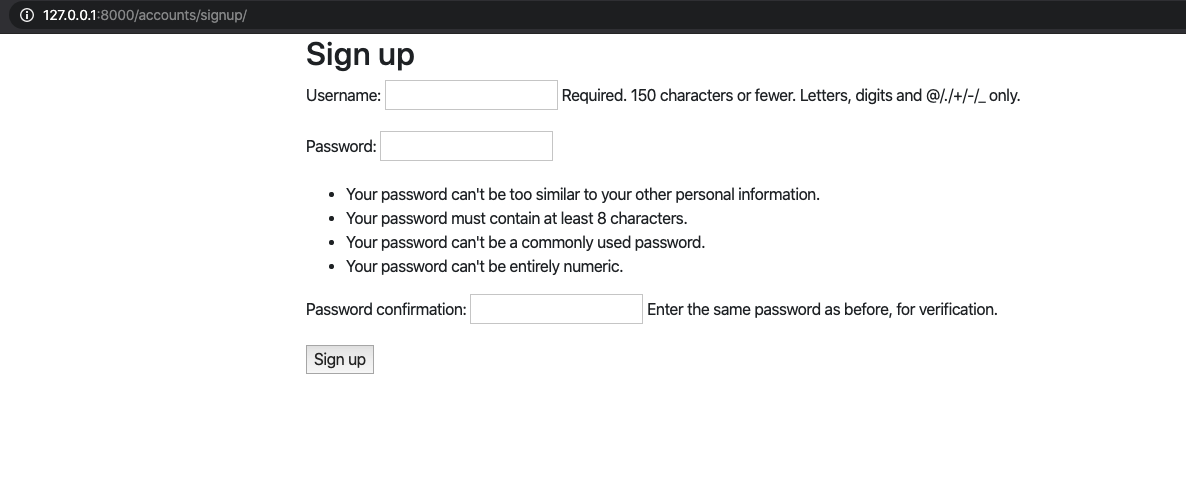 127.0.0.1:8000/accounts/signup/
Sign up
Username: Required. 150 characters or fewer. Letters, digits and @/./+/-/_ only.
Password:
• Your password can't be too similar to your other personal information.
• Your password must contain at least 8 characters.
• Your password can't be a commonly used password.
• Your password can't be entirely numeric.
Password confirmation: Enter the same password as before, for verification.
Sign up